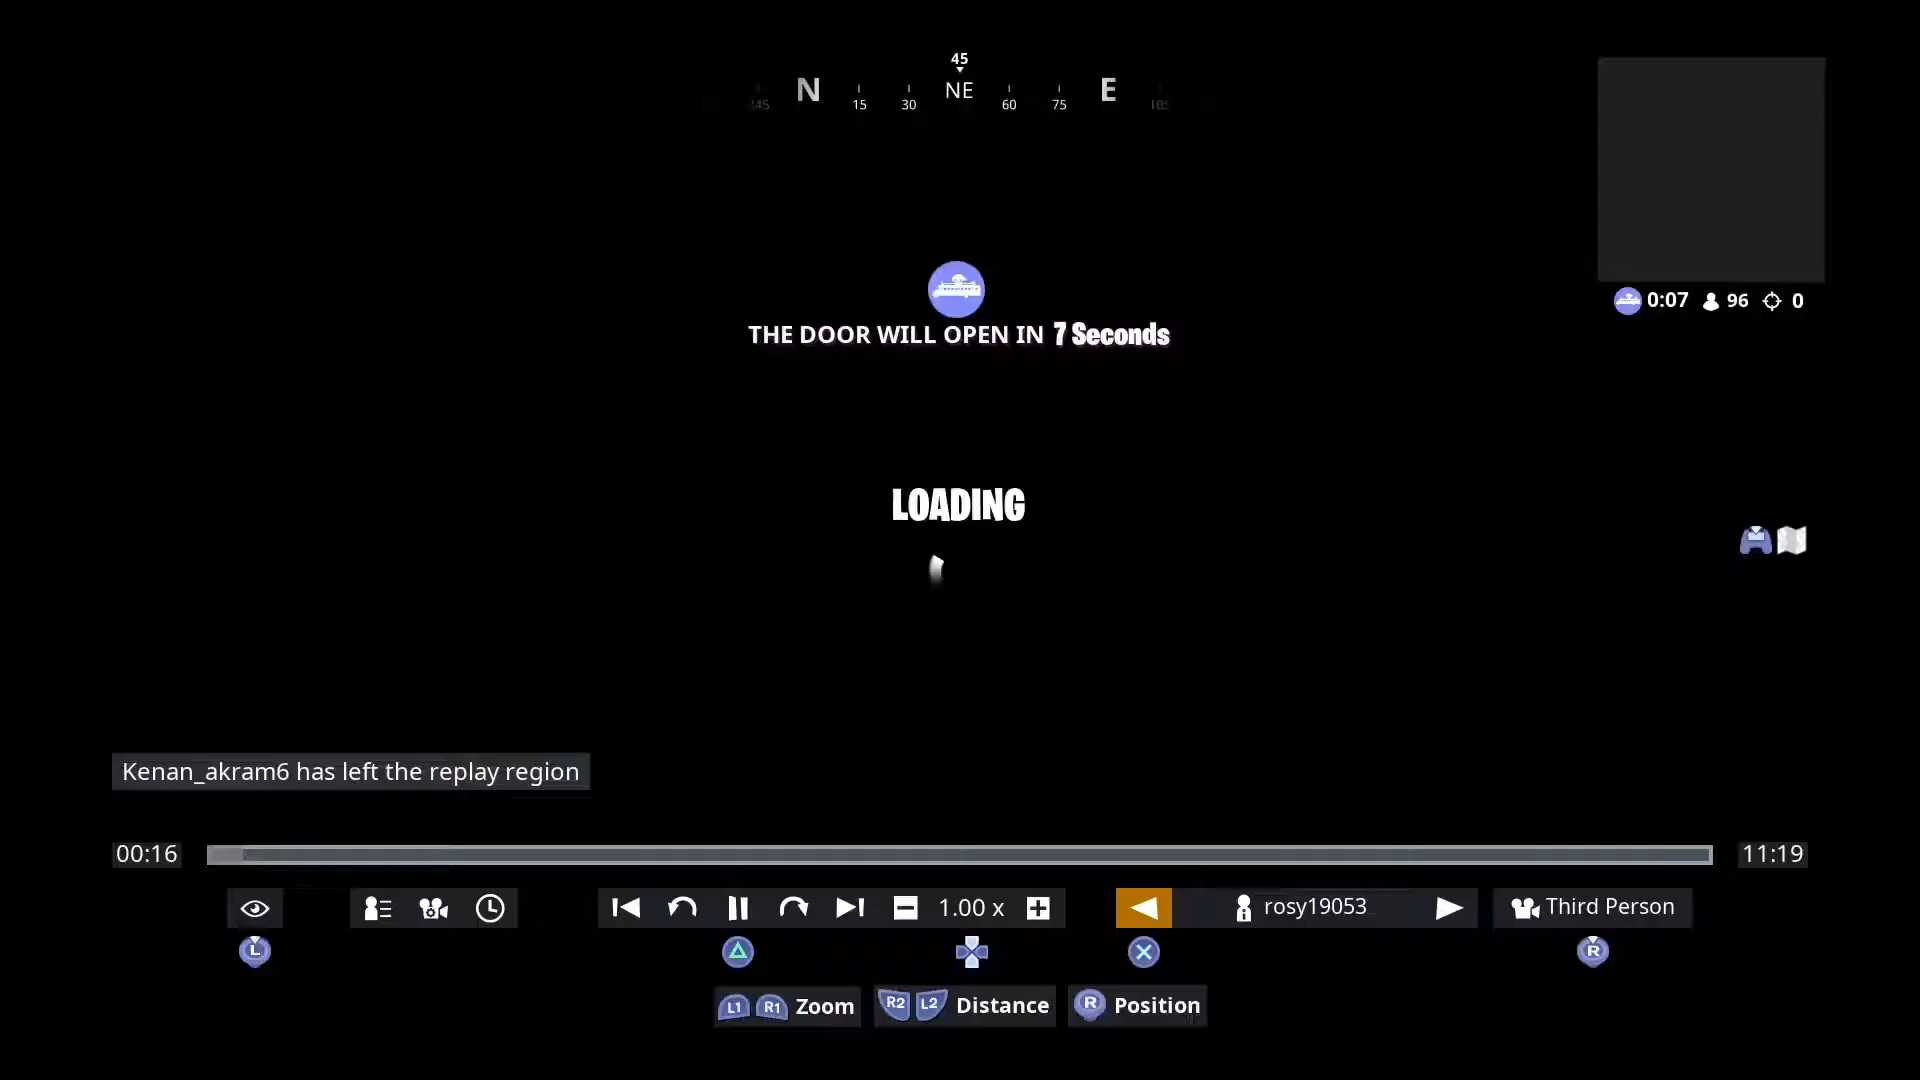 45
345 N 15 30 NE 60 75 E 105
0:07 96 0
THE DOOR WILL OPEN IN 7 Seconds
LOADING
Kenan_akram6 has left the replay region
00:16 11:19
1.00 x rosy19053 Third Person
L R
L1 R1 Zoom R2 L2 Distance R Position